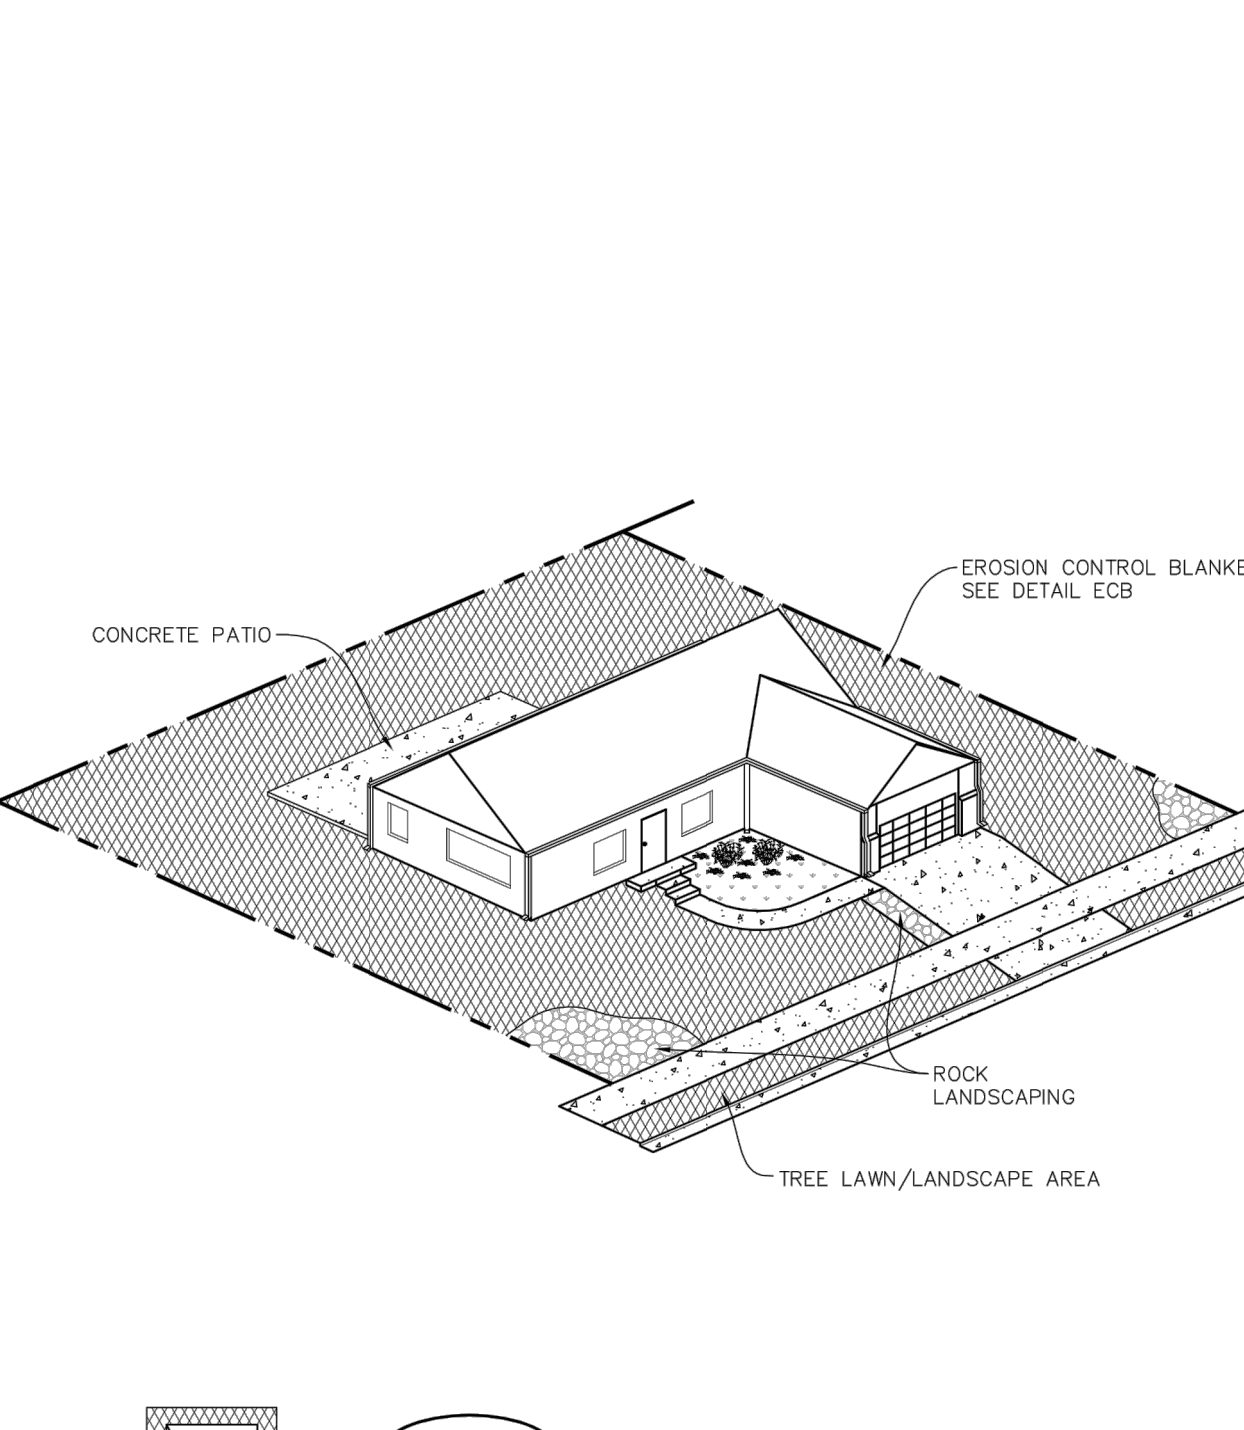 EROSION CONTROL BLANKE
SEE DETAIL ECB
CONCRETE PATIO
ROCK
LANDSCAPING
TREE LAWN/LANDSCAPE AREA